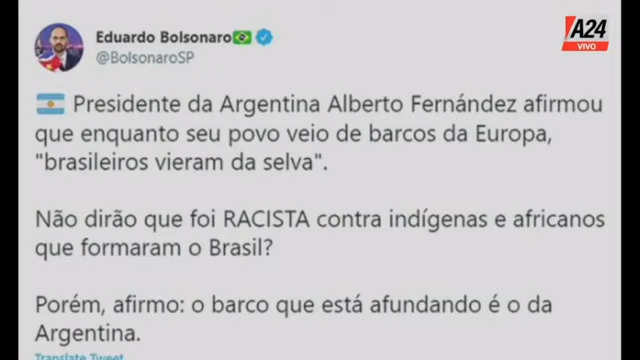 A24
VIVO
Eduardo Bolsonaro
@BolsonaroSP
Presidente da Argentina Alberto Fernández afirmou
que enquanto seu povo veio de barcos da Europa,
"brasileiros vieram da selva".
Não dirão que foi RACISTA contra indígenas e africanos
que formaram o Brasil?
Porém, afirmo: o barco que está afundando é o da
Argentina.
Translate Tweet